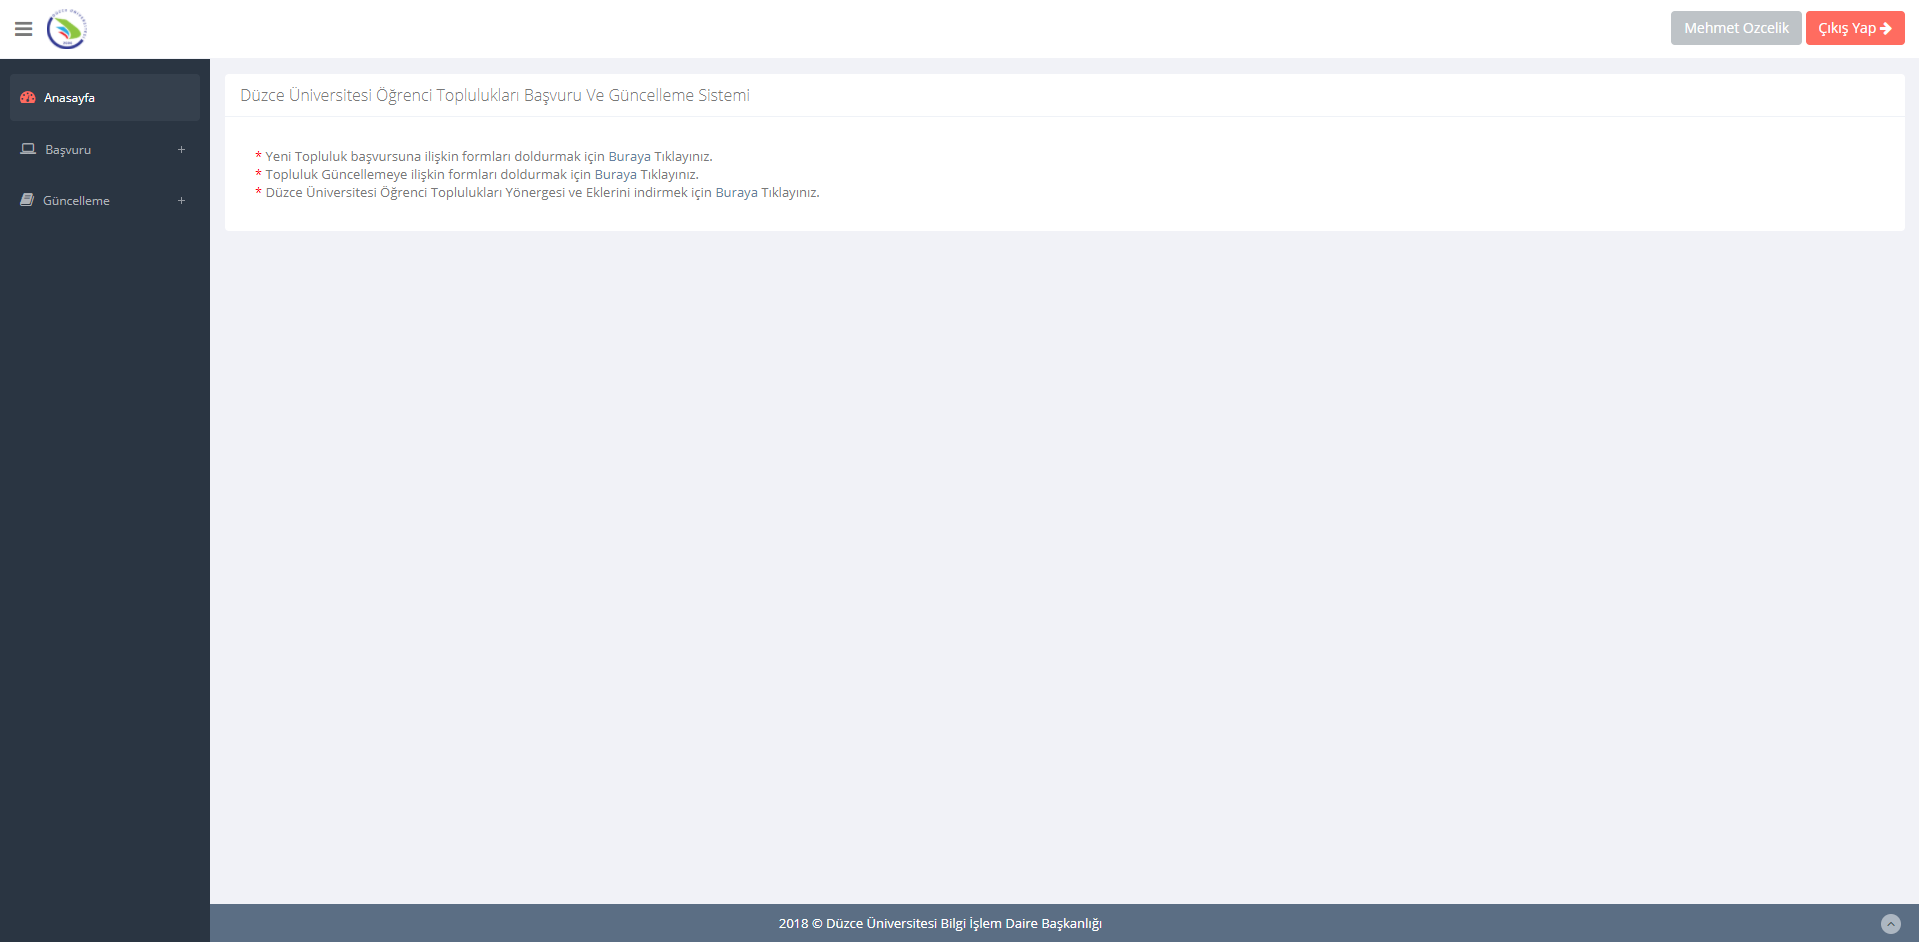 Mehmet Ozcelik
Çıkış Yap
Anasayfa
Başvuru
Güncelleme
Düzce Üniversitesi Öğrenci Toplulukları Başvuru Ve Güncelleme Sistemi
* Yeni Topluluk başvursuna ilişkin formları doldurmak için Buraya Tıklayınız.
* Topluluk Güncellemeye ilişkin formları doldurmak için Buraya Tıklayınız.
* Düzce Üniversitesi Öğrenci Toplulukları Yönergesi ve Eklerini indirmek için Buraya Tıklayınız.
2018 © Düzce Üniversitesi Bilgi İşlem Daire Başkanlığı